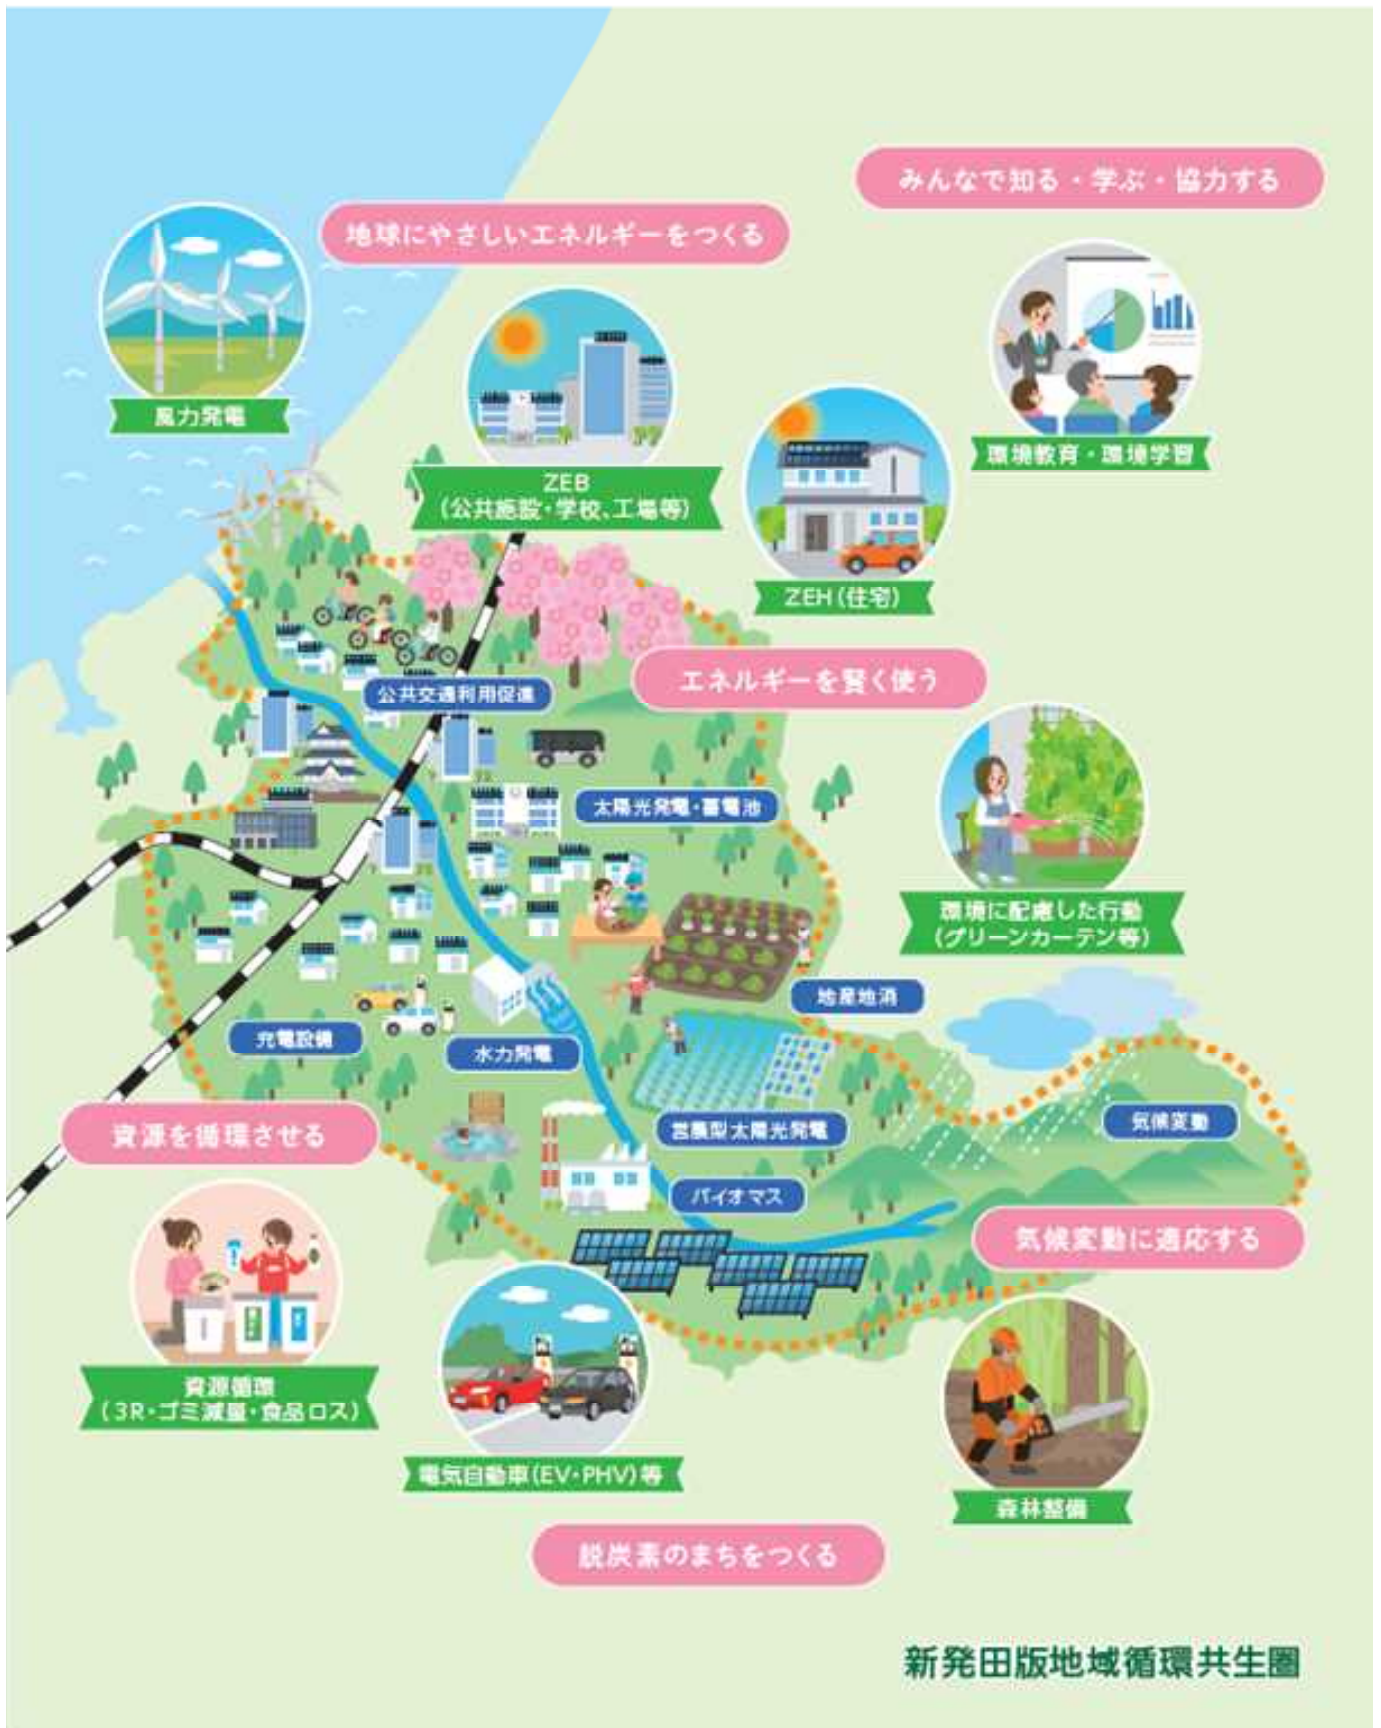 みんなで知る・学ぶ・協力する
地球にやさしいエネルギーをつくる
風力発電
ZEB
(公共施設・学校、工場等)
環境教育・環境学習
ZEH(住宅)
エネルギーを賢く使う
公共交通利用促進
太陽光発電・蓄電池
環境に配慮した行動
(グリーンカーテン等)
地産地消
充電設備
水力発電
営農型太陽光発電
気候変動
資源を循環させる
バイオマス
気候変動に適応する
資源循環
(3R・ゴミ減量・食品ロス)
電気自動車(EV・PHV)等
森林整備
脱炭素のまちをつくる
新発田版地域循環共生圏